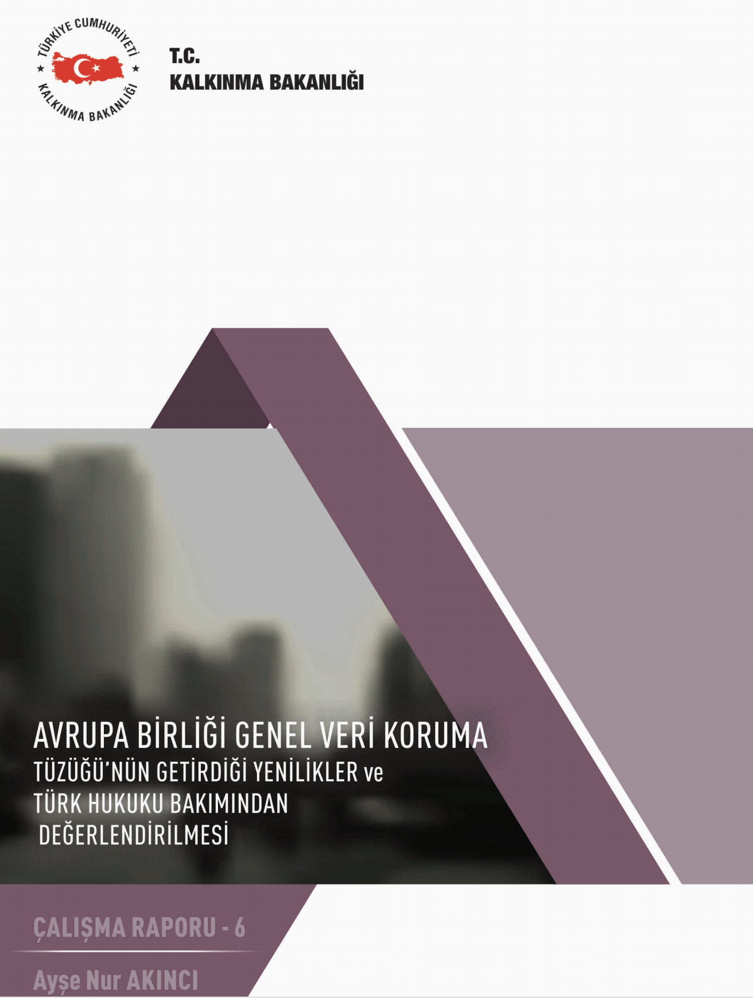 TÜRKİYE CUMHURİYETİ
KALKINMA BAKANLIĞI
T.C.
KALKINMA BAKANLIĞI
AVRUPA BİRLİĞİ GENEL VERİ KORUMA
TÜZÜĞÜ’NÜN GETİRDİĞİ YENİLİKLER ve
TÜRK HUKUKU BAKIMINDAN
DEĞERLENDİRİLMESİ
ÇALIŞMA RAPORU - 6
Ayşe Nur AKINCI